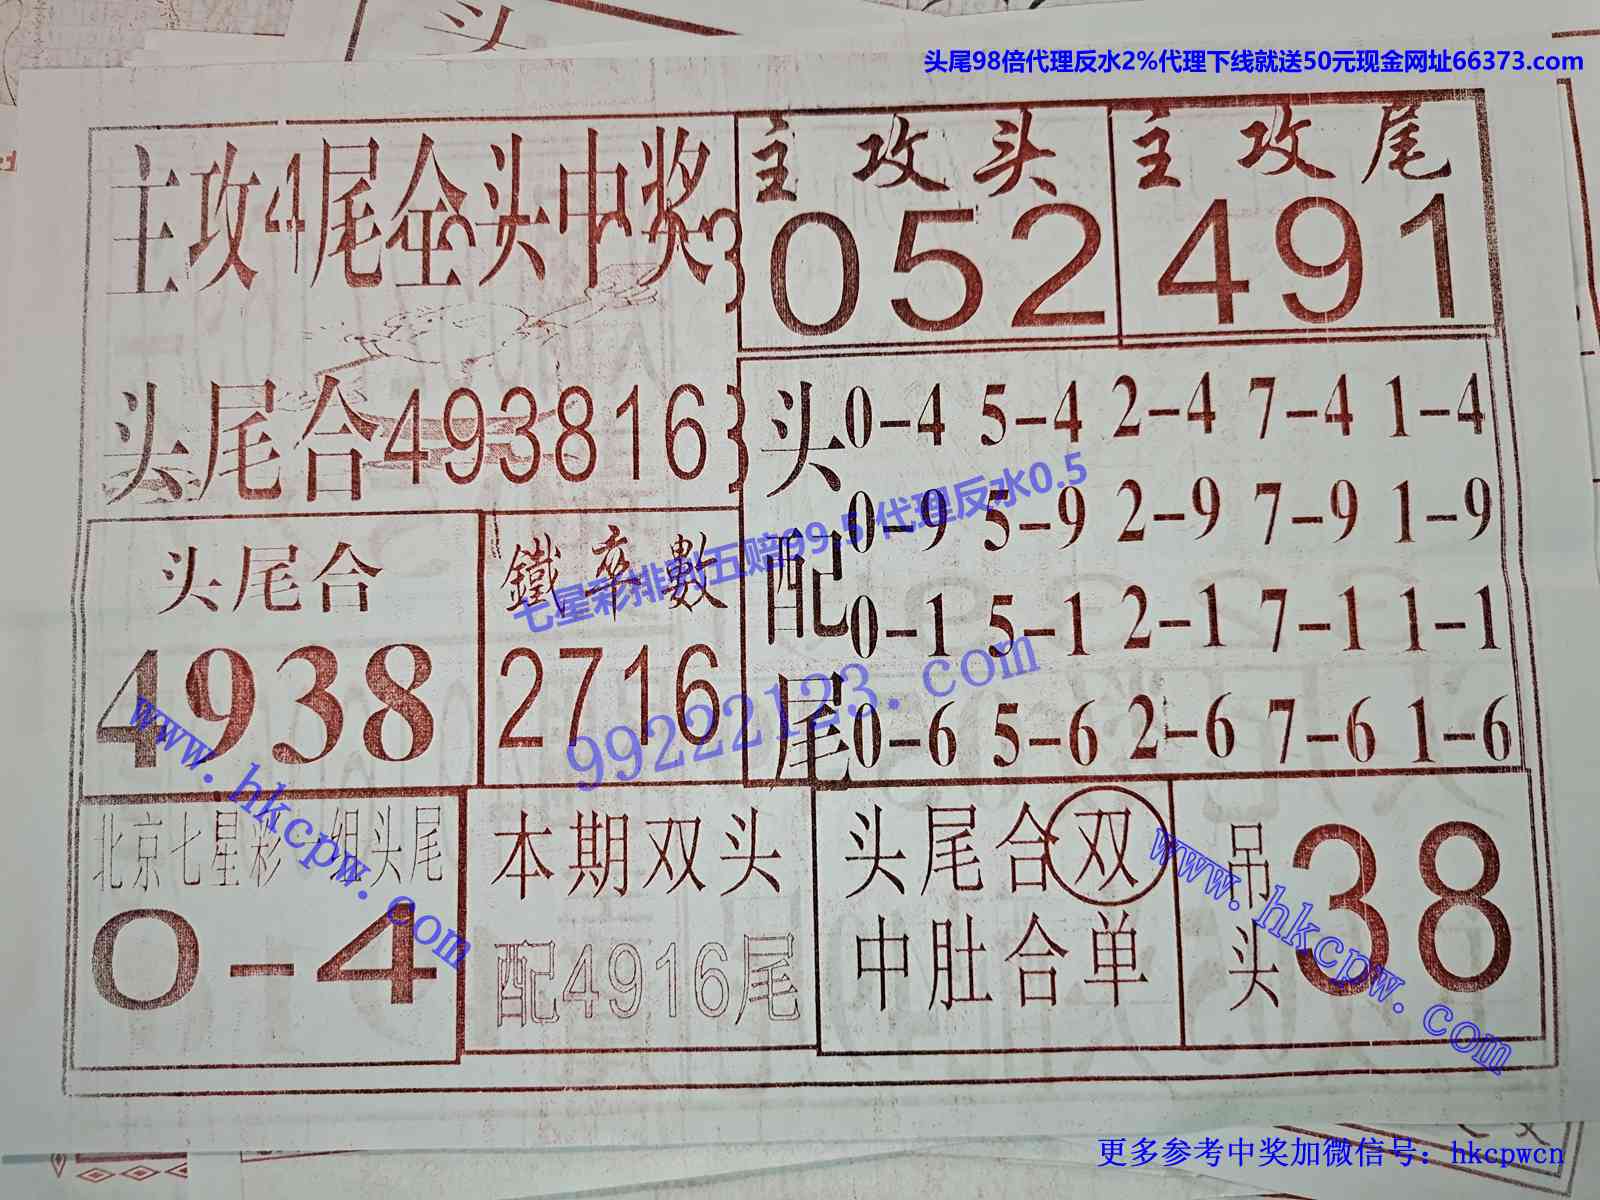 头尾98倍代理反水2%代理下线就送50元现金网址66373.com
主攻4尾全头中奖
主攻头
052
主攻尾
491
头尾合493816
头配尾
0-4 5-4 2-4 7-4 1-4
0-9 5-9 2-9 7-9 1-9
0-1 5-1 2-1 7-1 1-1
0-6 5-6 2-6 7-6 1-6
头尾合
4938
鐵率數
2716
七星彩排列五赔99.5 代理反水0.5
99222123.com
www.hkcpw.com
北京七星彩一组头尾
0-4
本期双头
配4916尾
头尾合双
中肚合单
吊头
38
www.hkcpw.com
更多参考中奖加微信号：hkcpwcn